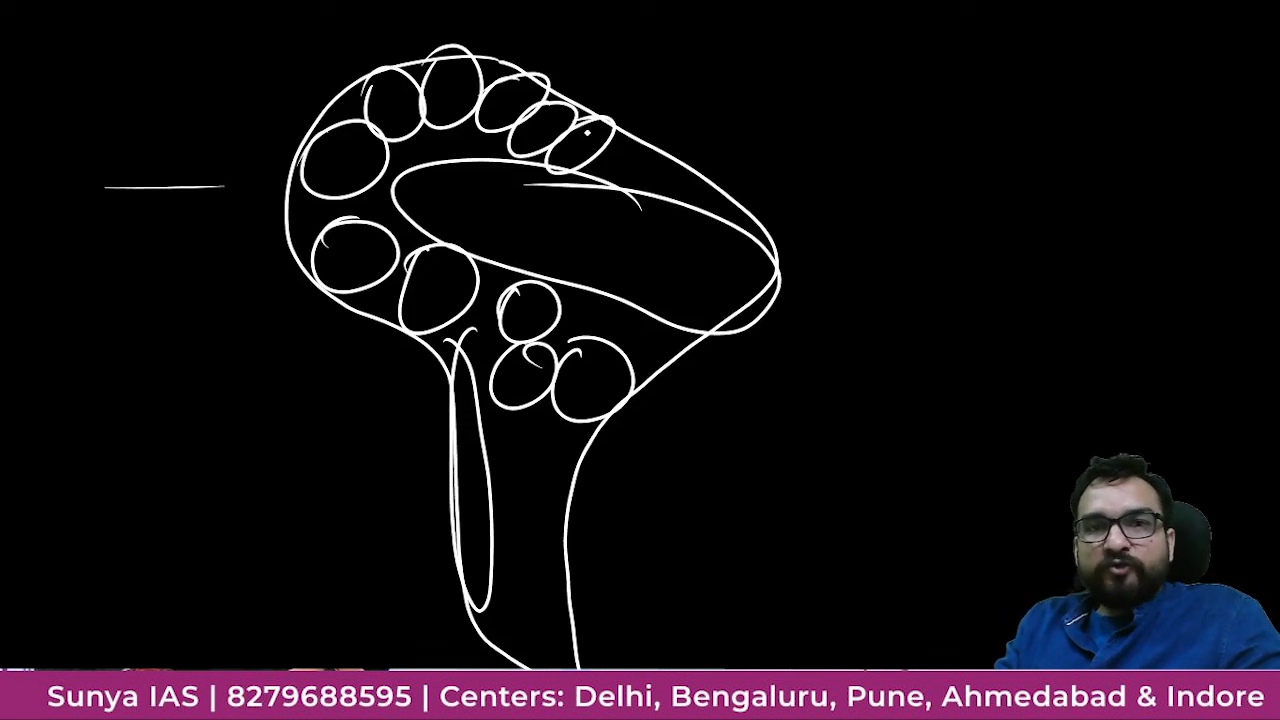 Sunya IAS | 8279688595 | Centers: Delhi, Bengaluru, Pune, Ahmedabad & Indore